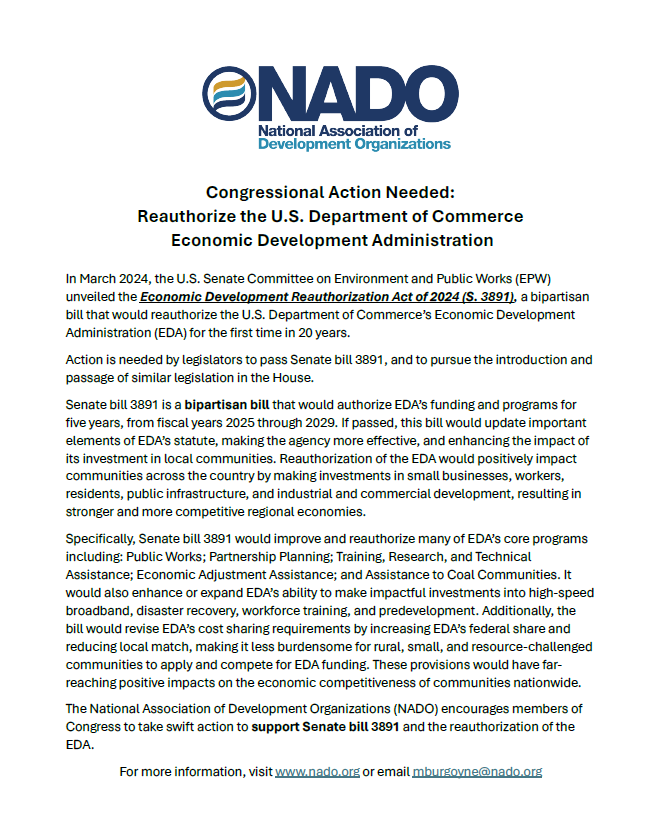 NADO
National Association of
Development Organizations
Congressional Action Needed:
Reauthorize the U.S. Department of Commerce
Economic Development Administration
In March 2024, the U.S. Senate Committee on Environment and Public Works (EPW)
unveiled the Economic Development Reauthorization Act of 2024 (S. 3891), a bipartisan
bill that would reauthorize the U.S. Department of Commerce's Economic Development
Administration (EDA) for the first time in 20 years.
Action is needed by legislators to pass Senate bill 3891, and to pursue the introduction and
passage of similar legislation in the House.
Senate bill 3891 is a bipartisan bill that would authorize EDA's funding and programs for
five years, from fiscal years 2025 through 2029. If passed, this bill would update important
elements of EDA's statute, making the agency more effective, and enhancing the impact of
its investment in local communities. Reauthorization of the EDA would positively impact
communities across the country by making investments in small businesses, workers,
residents, public infrastructure, and industrial and commercial development, resulting in
stronger and more competitive regional economies.
Specifically, Senate bill 3891 would improve and reauthorize many of EDA's core programs
including: Public Works; Partnership Planning; Training, Research, and Technical
Assistance; Economic Adjustment Assistance; and Assistance to Coal Communities. It
would also enhance or expand EDA's ability to make impactful investments into high-speed
broadband, disaster recovery, workforce training, and predevelopment. Additionally, the
bill would revise EDA's cost sharing requirements by increasing EDA's federal share and
reducing local match, making it less burdensome for rural, small, and resource-challenged
communities to apply and compete for EDA funding. These provisions would have far-
reaching positive impacts on the economic competitiveness of communities nationwide.
The National Association of Development Organizations (NADO) encourages members of
Congress to take swift action to support Senate bill 3891 and the reauthorization of the
EDA.
For more information, visit www.nado.org or email mburgoyne@nado.org